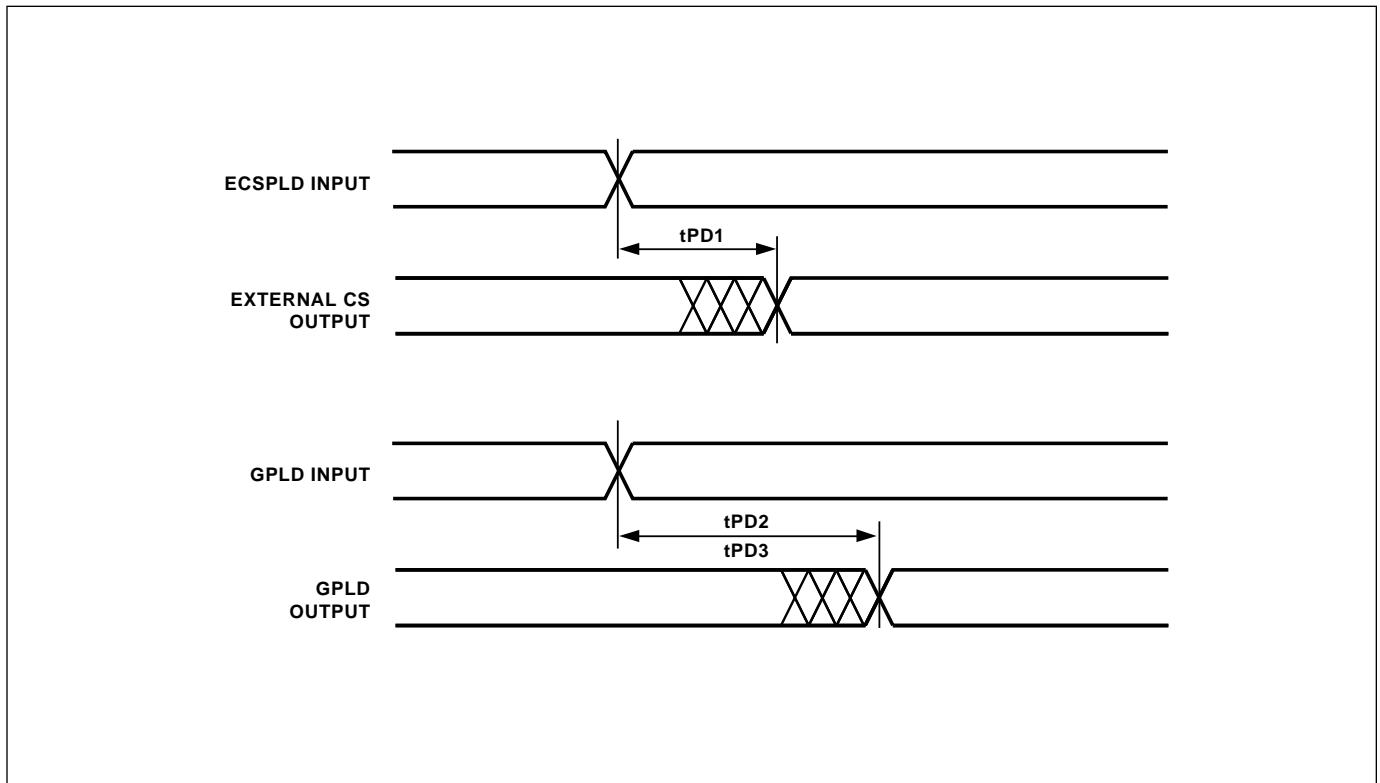 ECSPLD INPUT
tPD1
EXTERNAL CS
OUTPUT
GPLD INPUT
tPD2
tPD3
GPLD
OUTPUT